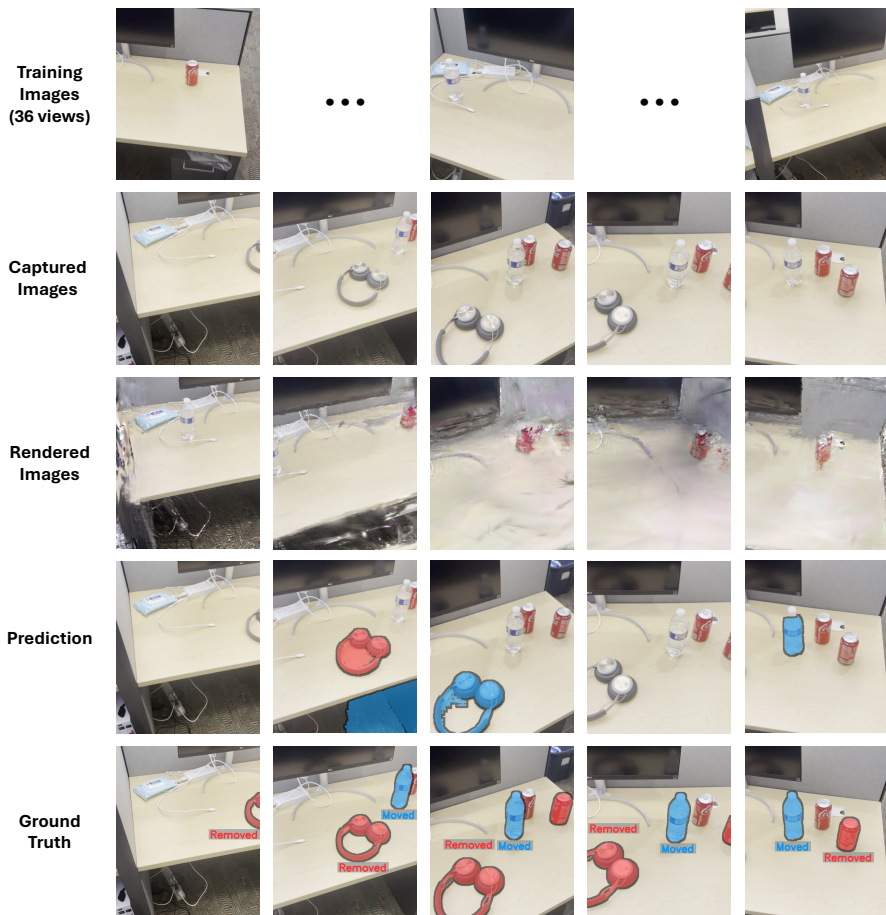 Training
Images
(36 views)
Captured
Images
Rendered
Images
Prediction
Ground
Truth
Removed
Moved
Removed
Removed
Moved
Removed
Moved
Moved
Removed